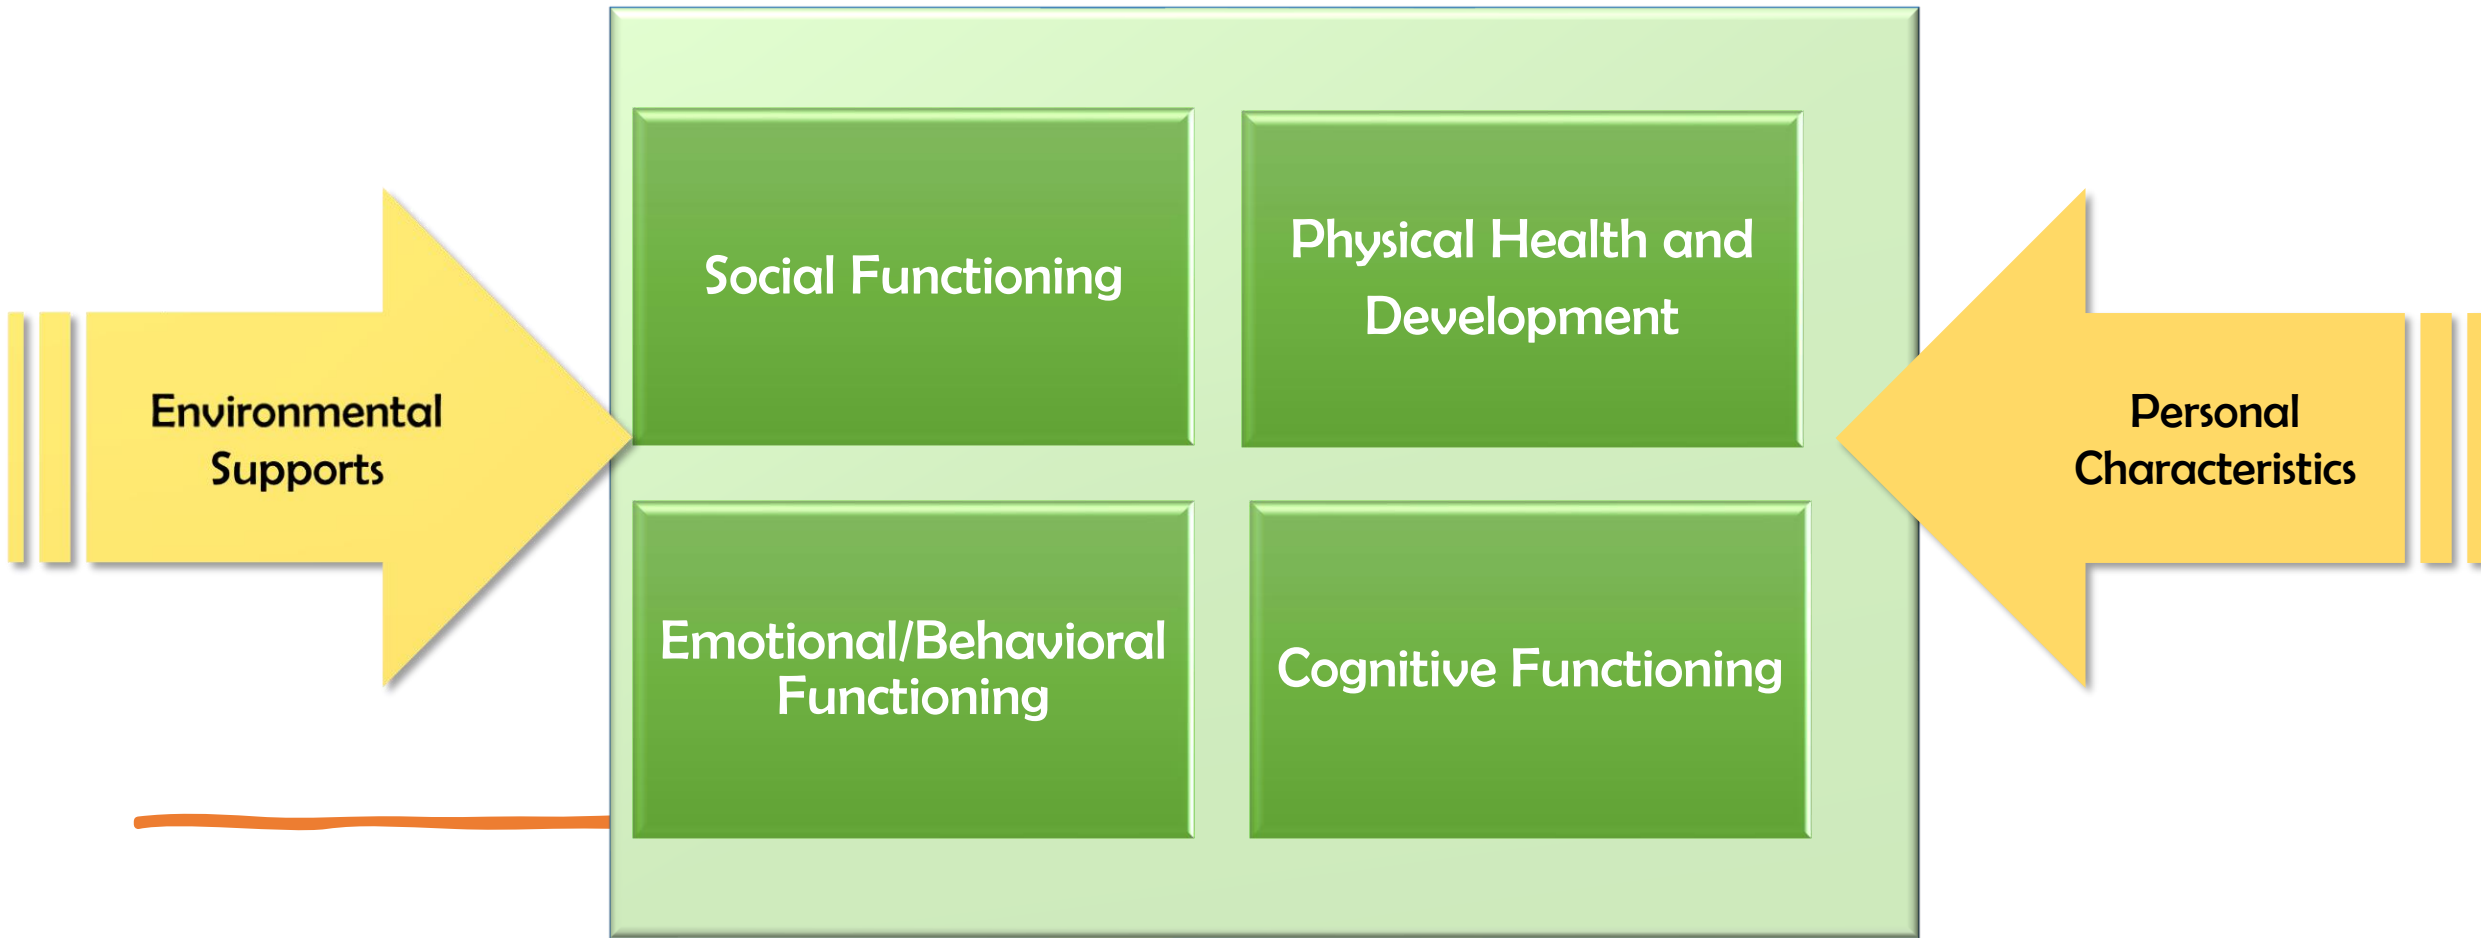 Environmental
Supports
Social Functioning
Physical Health and
Development
Emotional/Behavioral
Functioning
Cognitive Functioning
Personal
Characteristics